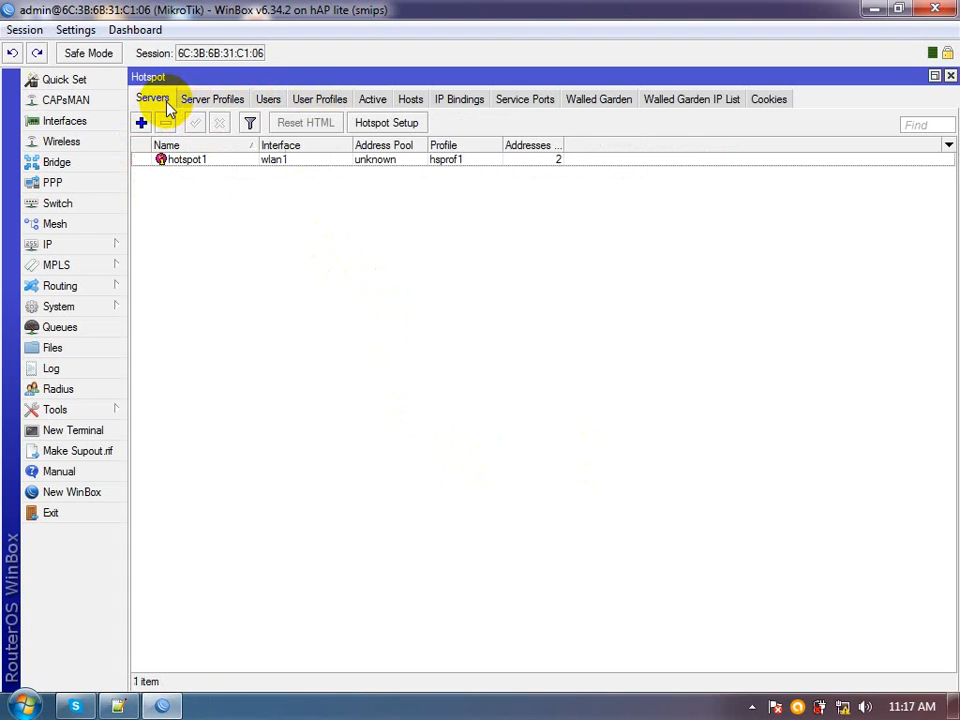 admin@6C:3B:6B:31:C1:06 (MikroTik) - WinBox v6.34.2 on hAP lite (smips)
Session Settings Dashboard
Safe Mode Session: 6C:3B:6B:31:C1:06
Hotspot
Servers Server Profiles Users User Profiles Active Hosts IP Bindings Service Ports Walled Garden Walled Garden IP List Cookies
Reset HTML Hotspot Setup Find
Name Interface Address Pool Profile Addresses ...
hotspot1 wlan1 unknown hsprof1 2
Quick Set
CAPsMAN
Interfaces
Wireless
Bridge
PPP
Switch
Mesh
IP
MPLS
Routing
System
Queues
Files
Log
Radius
Tools
New Terminal
Make Supout.rif
Manual
New WinBox
Exit
RouterOS WinBox
1 item
11:17 AM